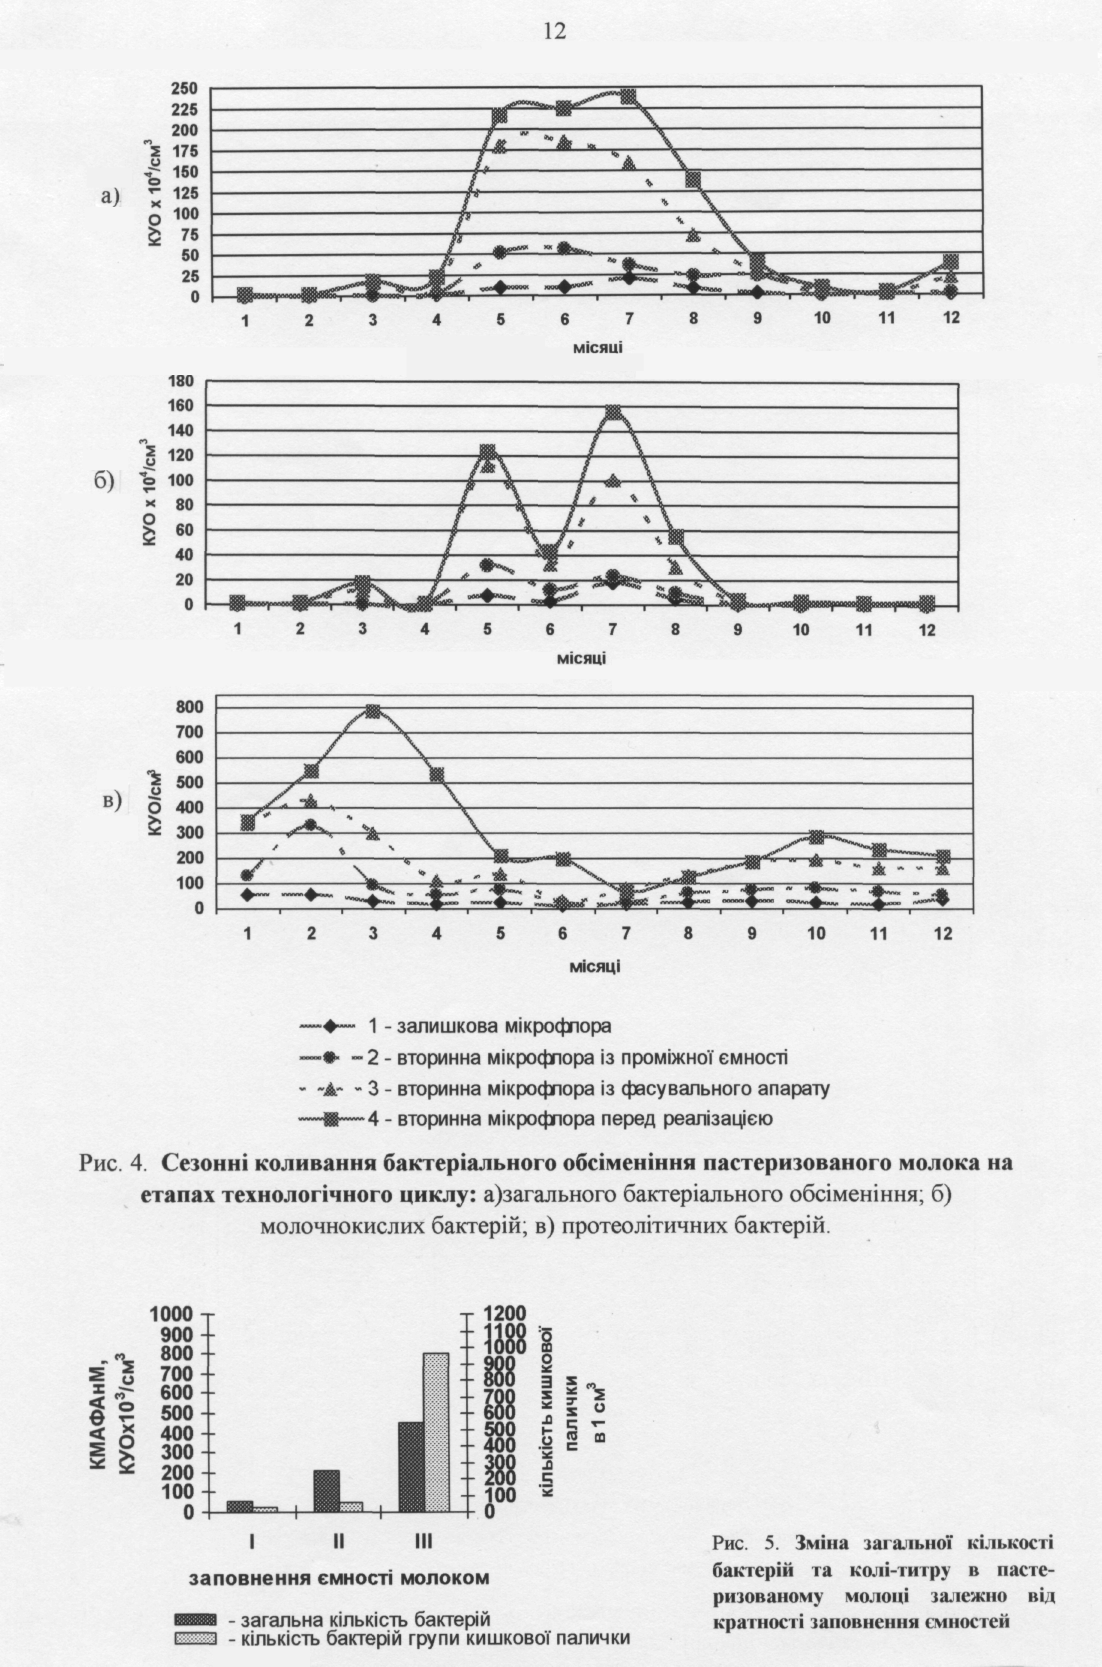 12
а)
КУО х 10⁴/см³
250
225
200
175
150
125
100
75
50
25
0
1 2 3 4 5 6 7 8 9 10 11 12
місяці
б)
КУО х 10⁴/см³
180
160
140
120
100
80
60
40
20
0
1 2 3 4 5 6 7 8 9 10 11 12
місяці
в)
КУО/см³
800
700
600
500
400
300
200
100
0
1 2 3 4 5 6 7 8 9 10 11 12
місяці
1 - залишкова мікрофлора
2 - вторинна мікрофлора із проміжної ємності
3 - вторинна мікрофлора із фасувального апарату
4 - вторинна мікрофлора перед реалізацією
Рис. 4. Сезонні коливання бактеріального обсіменіння пастеризованого молока на
етапах технологічного циклу: а)загального бактеріального обсіменіння; б)
молочнокислих бактерій; в) протеолітичних бактерій.
КМАФАнМ,
КУОх10³/см³
1000
900
800
700
600
500
400
300
200
100
0
1200
1100
1000
900
800
700
600
500
400
300
200
100
0
кількість кишкової
палички
в 1 см³
I II III
заповнення ємності молоком
- загальна кількість бактерій
- кількість бактерій групи кишкової палички
Рис. 5. Зміна загальної кількості
бактерій та колі-титру в пасте-
ризованому молоці залежно від
кратності заповнення ємностей